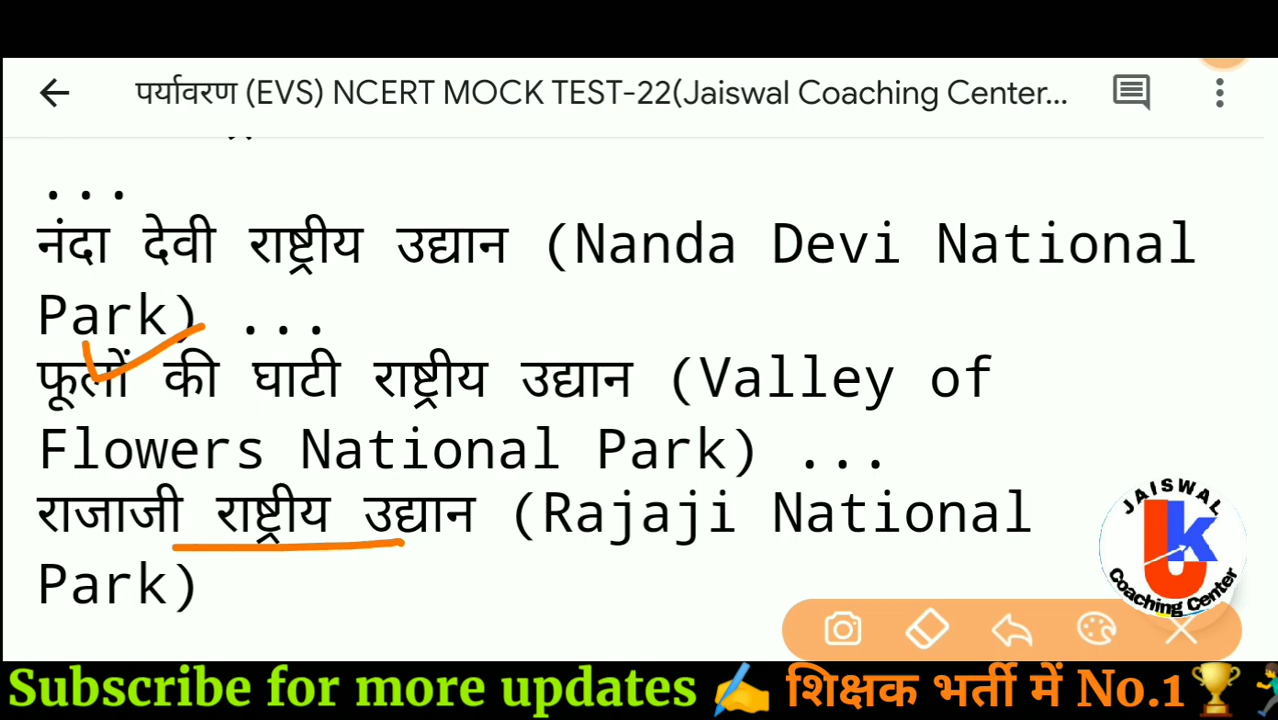 पर्यावरण (EVS) NCERT MOCK TEST-22(Jaiswal Coaching Center...
...
नंदा देवी राष्ट्रीय उद्यान (Nanda Devi National
Park) ...
फूलों की घाटी राष्ट्रीय उद्यान (Valley of
Flowers National Park) ...
राजाजी राष्ट्रीय उद्यान (Rajaji National
Park)
JAISWAL
UK
Coaching Center
Subscribe for more updates ✍️ शिक्षक भर्ती में No.1🏆